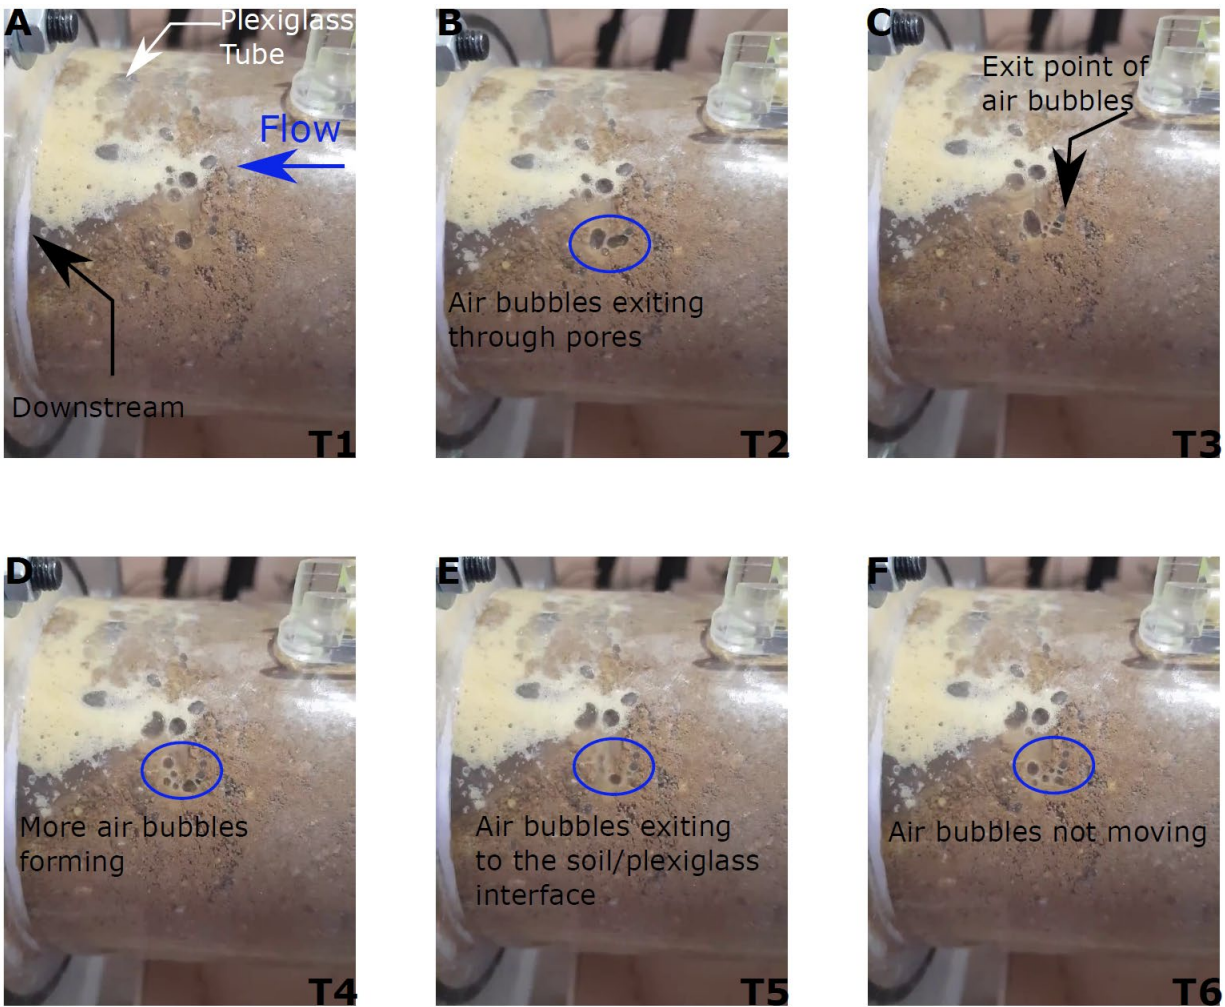 A
Plexiglass
Tube
Flow
Downstream
T1
B
Air bubbles exiting
through pores
T2
C
Exit point of
air bubbles
T3
D
More air bubbles
forming
T4
E
Air bubbles exiting
to the soil/plexiglass
interface
T5
F
Air bubbles not moving
T6